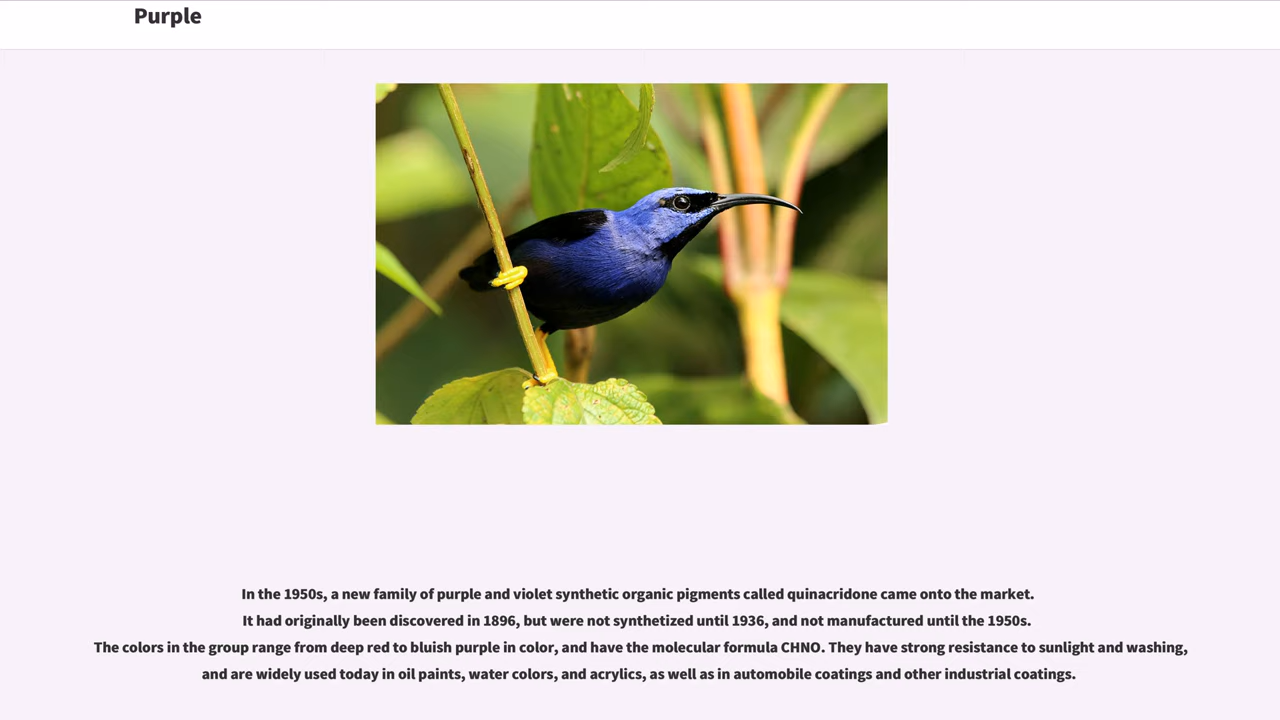 Purple
In the 1950s, a new family of purple and violet synthetic organic pigments called quinacridone came onto the market.
It had originally been discovered in 1896, but were not synthetized until 1936, and not manufactured until the 1950s.
The colors in the group range from deep red to bluish purple in color, and have the molecular formula CHNO. They have strong resistance to sunlight and washing,
and are widely used today in oil paints, water colors, and acrylics, as well as in automobile coatings and other industrial coatings.